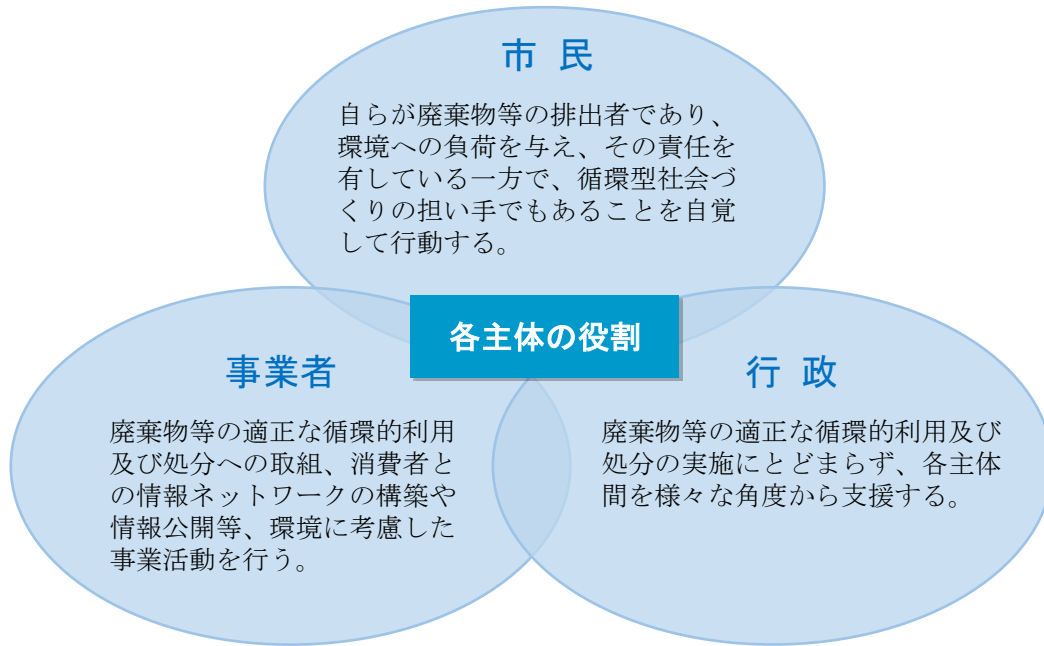 市 民
自らが廃棄物等の排出者であり、
環境への負荷を与え、その責任を
有している一方で、循環型社会づ
くりの担い手でもあることを自覚
して行動する。
各主体の役割
事業者
廃棄物等の適正な循環的利用
及び処分への取組、消費者と
の情報ネットワークの構築や
情報公開等、環境に考慮した
事業活動を行う。
行 政
廃棄物等の適正な循環的利用及び
処分の実施にとどまらず、各主体
間を様々な角度から支援する。